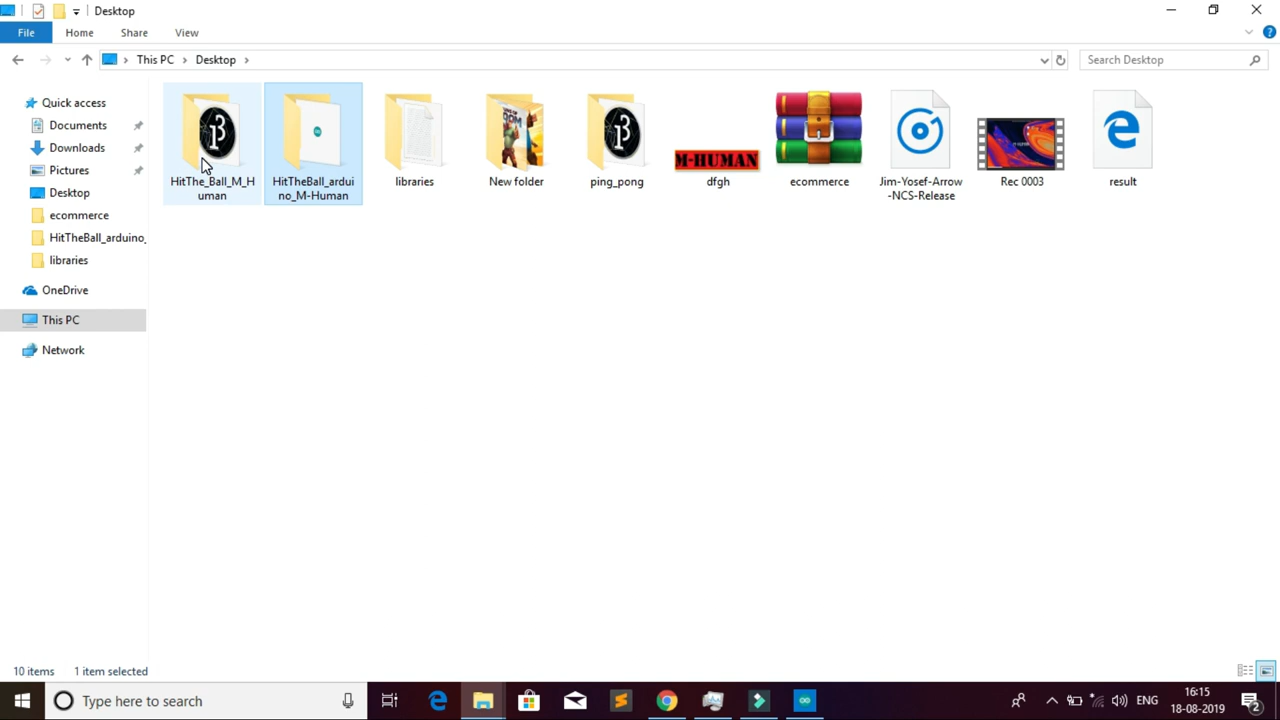 Desktop
File
Home
Share
View
This PC
Desktop
Search Desktop
Quick access
Documents
Downloads
Pictures
Desktop
ecommerce
HitTheBall_arduino_
libraries
OneDrive
This PC
Network
HitThe_Ball_M_H
uman
HitTheBall_ardui
no_M-Human
libraries
New folder
ping_pong
M-HUMAN
dfgh
ecommerce
Jim-Yosef-Arrow
-NCS-Release
Rec 0003
result
10 items
1 item selected
Type here to search
ENG
16:15
18-08-2019
2